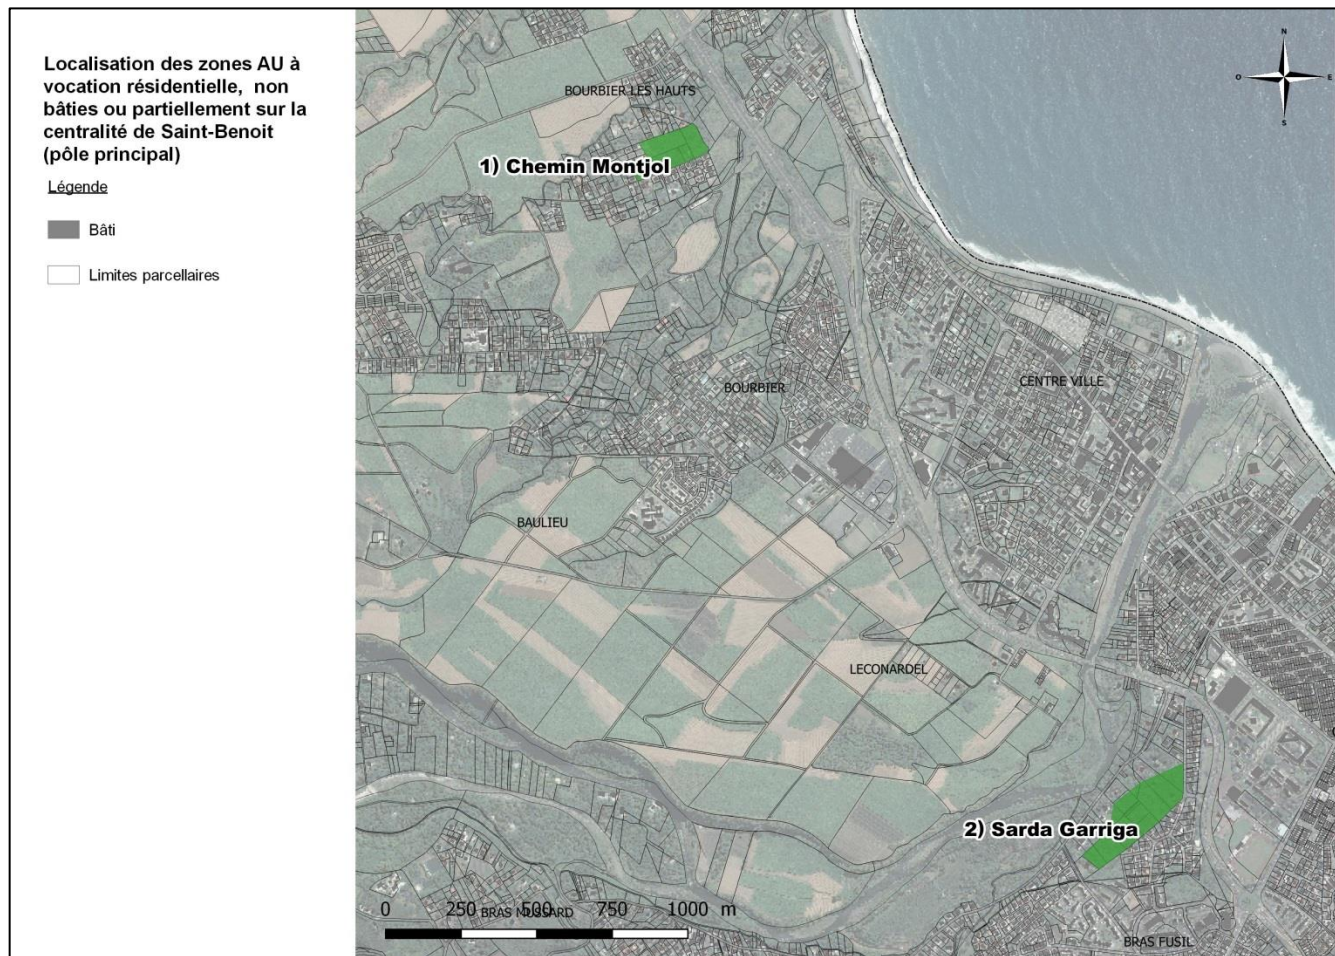 Localisation des zones AU à
vocation résidentielle, non
bâties ou partiellement sur la
centralité de Saint-Benoit
(pôle principal)
Légende
Bâti
Limites parcellaires
N
O
E
S
BOURBIER LES HAUTS
1) Chemin Montjol
BOURBIER
CENTRE VILLE
BAULIEU
LECONARDEL
2) Sarda Garriga
0 250 500 750 1000 m
BRAS MUSSARD
BRAS FUSIL